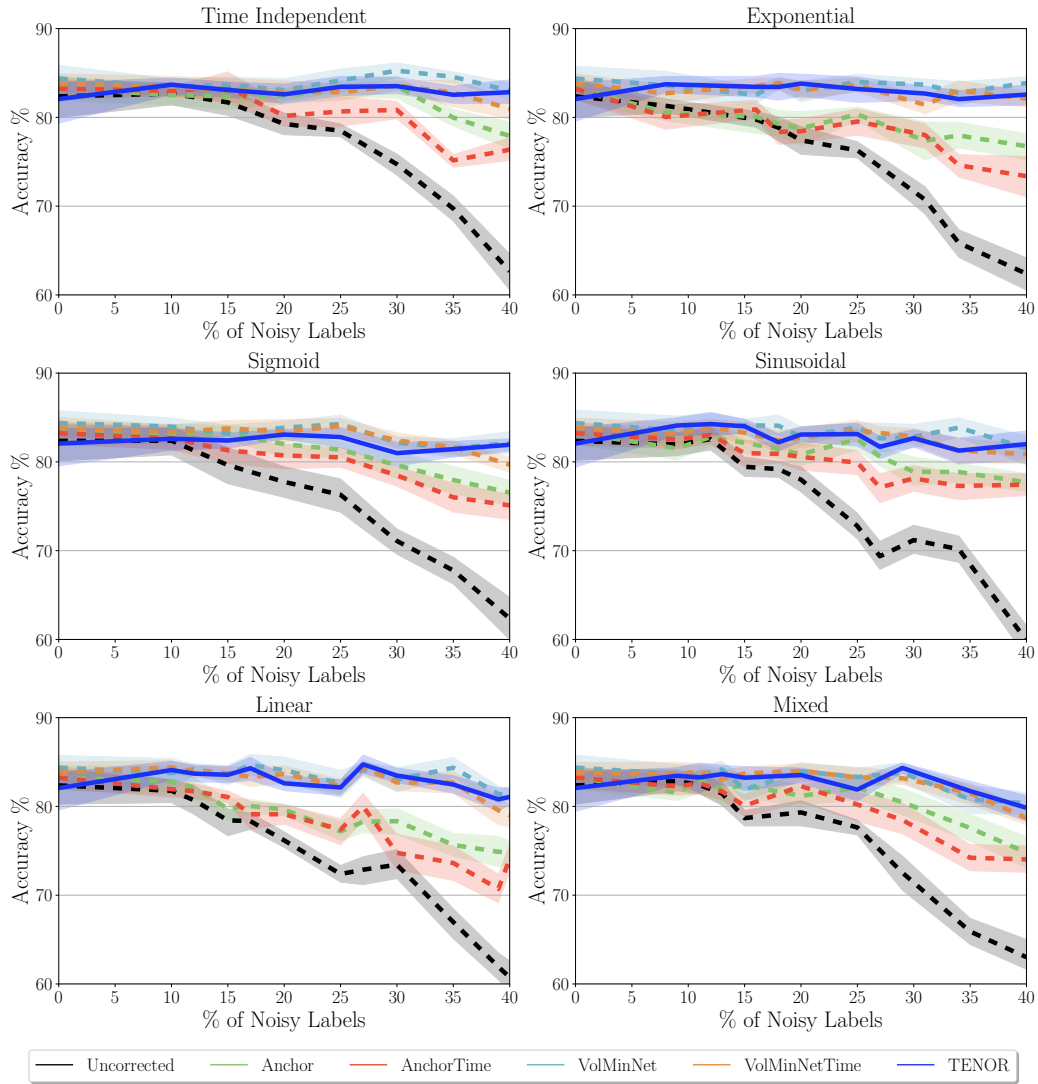 Time Independent
Exponential
90
80
70
60
Accuracy %
0 5 10 15 20 25 30 35 40
% of Noisy Labels
90
80
70
60
Accuracy %
0 5 10 15 20 25 30 35 40
% of Noisy Labels
Sigmoid
Sinusoidal
90
80
70
60
Accuracy %
0 5 10 15 20 25 30 35 40
% of Noisy Labels
90
80
70
60
Accuracy %
0 5 10 15 20 25 30 35 40
% of Noisy Labels
Linear
Mixed
90
80
70
60
Accuracy %
0 5 10 15 20 25 30 35 40
% of Noisy Labels
90
80
70
60
Accuracy %
0 5 10 15 20 25 30 35 40
% of Noisy Labels
Uncorrected Anchor AnchorTime VolMinNet VolMinNetTime TENOR